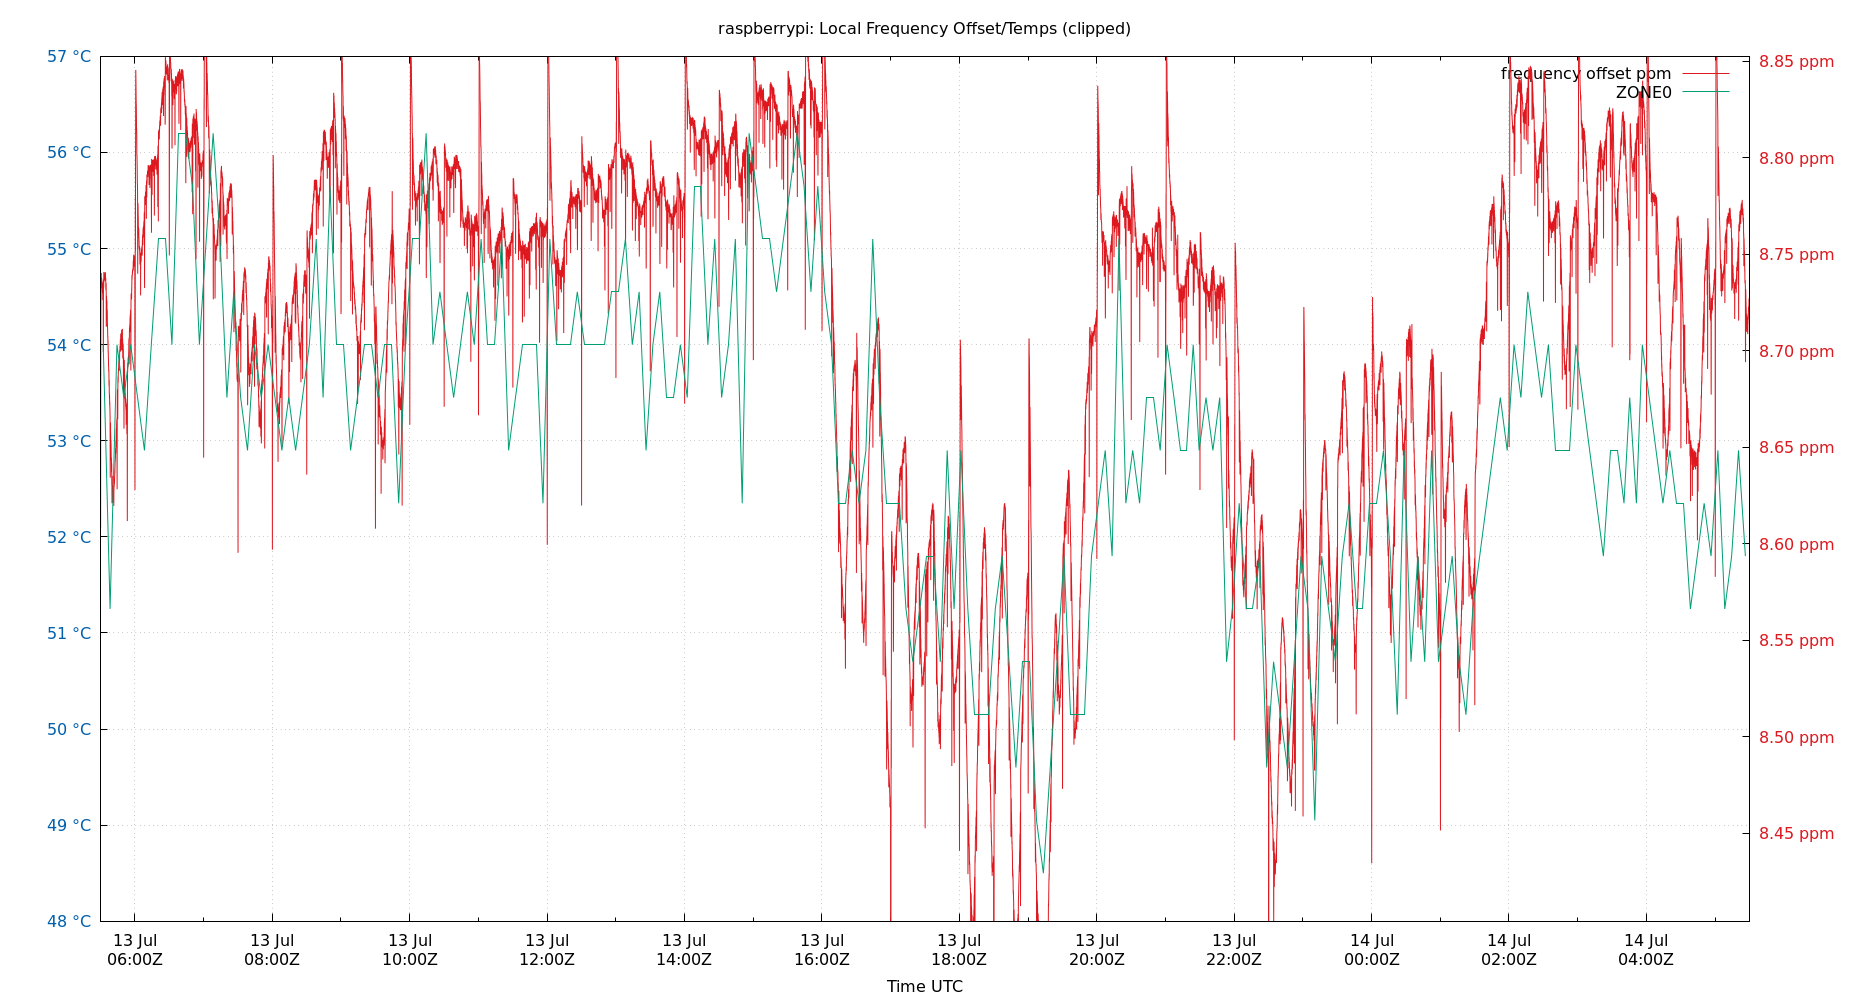 raspberrypi: Local Frequency Offset/Temps (clipped)
57 °C
56 °C
55 °C
54 °C
53 °C
52 °C
51 °C
50 °C
49 °C
48 °C
8.85 ppm
8.80 ppm
8.75 ppm
8.70 ppm
8.65 ppm
8.60 ppm
8.55 ppm
8.50 ppm
8.45 ppm
frequency offset ppm
ZONE0
13 Jul
06:00Z
13 Jul
08:00Z
13 Jul
10:00Z
13 Jul
12:00Z
13 Jul
14:00Z
13 Jul
16:00Z
13 Jul
18:00Z
13 Jul
20:00Z
13 Jul
22:00Z
14 Jul
00:00Z
14 Jul
02:00Z
14 Jul
04:00Z
Time UTC